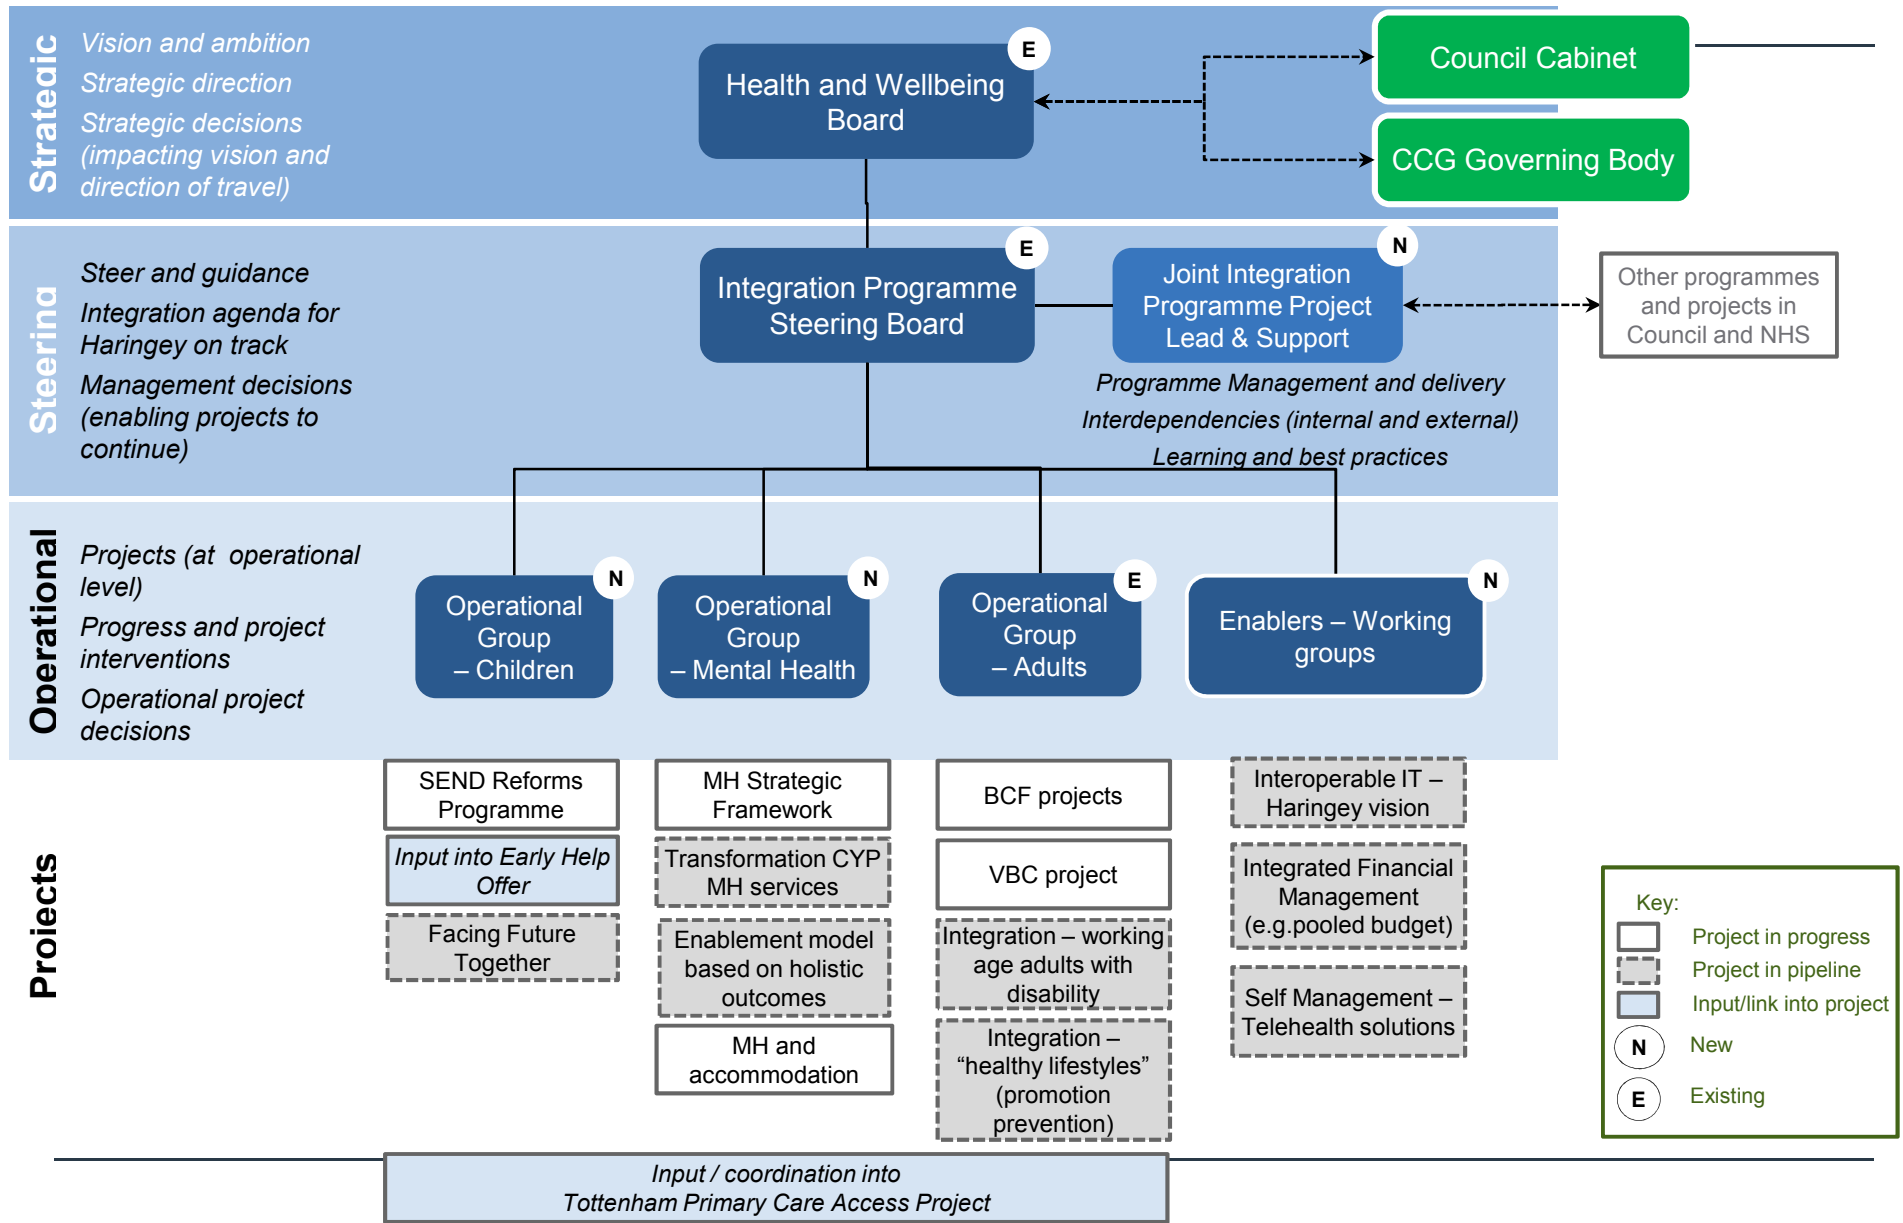 Strategic
Vision and ambition
Strategic direction
Strategic decisions
(impacting vision and
direction of travel)
Health and Wellbeing
Board
E
Council Cabinet
CCG Governing Body
Steering
Steer and guidance
Integration agenda for
Haringey on track
Management decisions
(enabling projects to
continue)
Integration Programme
Steering Board
E
Joint Integration
Programme Project
Lead & Support
N
Programme Management and delivery
Interdependencies (internal and external)
Learning and best practices
Other programmes
and projects in
Council and NHS
Operational
Projects (at operational
level)
Progress and project
interventions
Operational project
decisions
Operational
Group
– Children
N
Operational
Group
– Mental Health
N
Operational
Group
– Adults
E
Enablers – Working
groups
N
Projects
SEND Reforms
Programme
Input into Early Help
Offer
Facing Future
Together
MH Strategic
Framework
Transformation CYP
MH services
Enablement model
based on holistic
outcomes
MH and
accommodation
BCF projects
VBC project
Integration – working
age adults with
disability
Integration –
“healthy lifestyles”
(promotion
prevention)
Interoperable IT –
Haringey vision
Integrated Financial
Management
(e.g.pooled budget)
Self Management –
Telehealth solutions
Key:
Project in progress
Project in pipeline
Input/link into project
N New
E Existing
Input / coordination into
Tottenham Primary Care Access Project